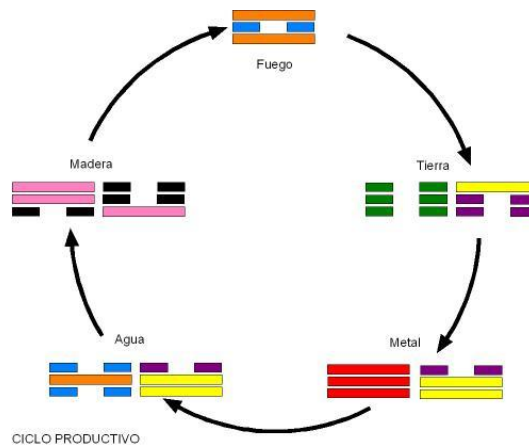 Fuego
Madera
Tierra
Agua
Metal
CICLO PRODUCTIVO